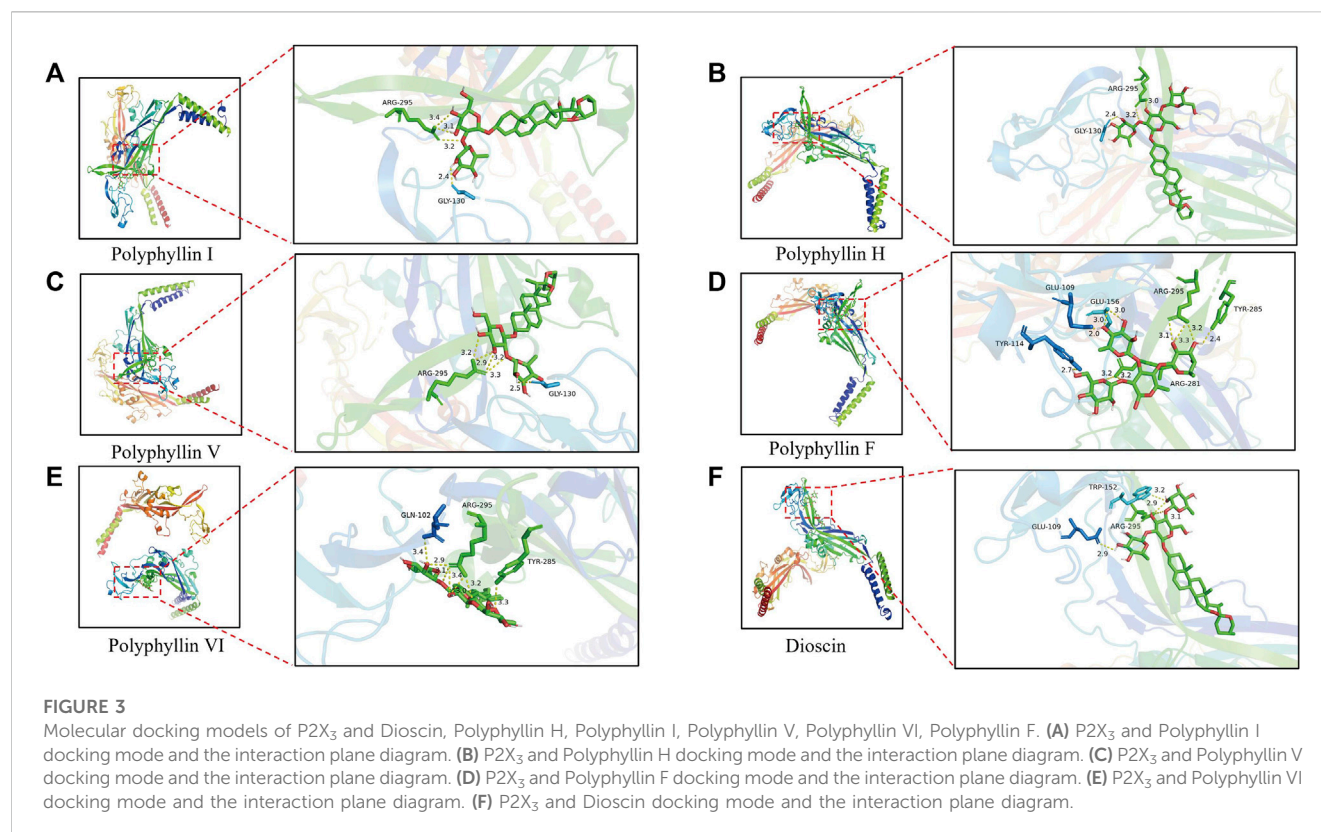 A
ARG-295
3.4
3.1
3.2
2.4
GLY-130
Polyphyllin I
B
ARG-295
3.0
2.4
3.2
GLY-130
Polyphyllin H
C
3.2
3.2
2.9
3.3
ARG-295
2.5
GLY-130
Polyphyllin V
D
GLU-109
GLU-156
ARG-295
TYR-285
3.0
3.0
2.0
3.1
3.2
3.3
2.4
TYR-114
2.7
3.2
3.2
ARG-281
Polyphyllin F
E
ARG-295
GLN-102
TYR-285
3.4
2.9
3.4
3.2
3.3
Polyphyllin VI
F
TRP-152
3.2
2.9
3.1
GLU-109
ARG-295
2.9
Dioscin
FIGURE 3
Molecular docking models of P2X₃ and Dioscin, Polyphyllin H, Polyphyllin I, Polyphyllin V, Polyphyllin VI, Polyphyllin F. (A) P2X₃ and Polyphyllin I
docking mode and the interaction plane diagram. (B) P2X₃ and Polyphyllin H docking mode and the interaction plane diagram. (C) P2X₃ and Polyphyllin V
docking mode and the interaction plane diagram. (D) P2X₃ and Polyphyllin F docking mode and the interaction plane diagram. (E) P2X₃ and Polyphyllin VI
docking mode and the interaction plane diagram. (F) P2X₃ and Dioscin docking mode and the interaction plane diagram.